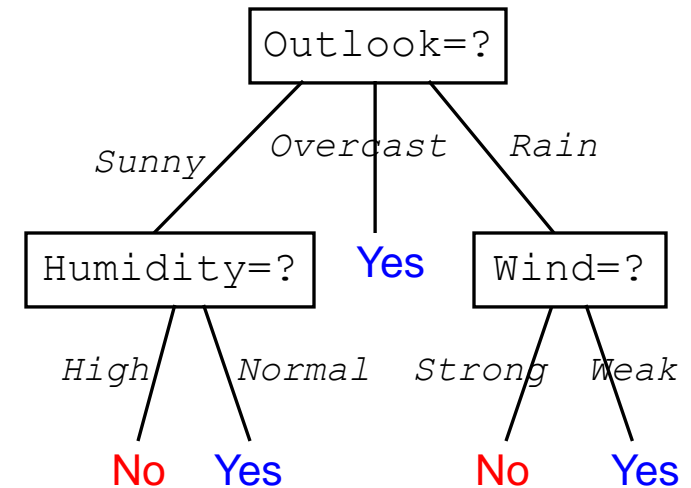 Outlook=?
Sunny Overcast Rain
Humidity=? Yes Wind=?
High Normal Strong Weak
No Yes No Yes